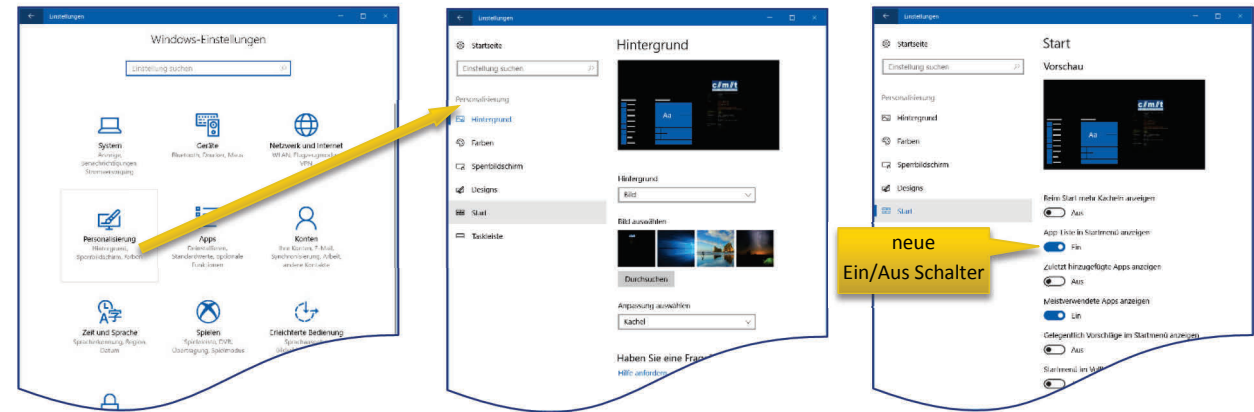 Einstellungen
Windows-Einstellungen
Einstellung suchen
System
Anzeige,
Benachrichtigungen,
Stromversorgung
Geräte
Bluetooth, Drucker, Maus
Netzwerk und Internet
WLAN,
VPN
Personalisierung
Hintergrund,
Sperrbildschirm, Farben
Apps
Deinstallieren,
Standardwerte, optionale
Funktionen
Konten
Ihre Konten, E-Mail,
Synchronisierung, Arbeit,
andere Kontakte
Zeit und Sprache
Spracherkennung, Region,
Datum
Spielen
Spieleleiste, DVR,
Übertragung, Spielmodus
Erleichterte Bedienung
Einstellungen
Startseite
Einstellung suchen
Personalisierung
Hintergrund
Farben
Sperrbildschirm
Designs
Start
Taskleiste
Hintergrund
Aa
c/m/t
Hintergrund
Bild
Bild auswählen
Durchsuchen
Anpassung auswählen
Kachel
Haben Sie eine
Hilfe anfordern
Einstellungen
Startseite
Einstellung suchen
Personalisierung
Hintergrund
Farben
Sperrbildschirm
Designs
Start
Start
Vorschau
Aa
c/m/t
Beim Start mehr Kacheln anzeigen
Aus
App-Liste in Startmenü anzeigen
Ein
Zuletzt hinzugefügte Apps anzeigen
Aus
Meistverwendete Apps anzeigen
Ein
Gelegentlich Vorschläge im Startmenü anzeigen
Aus
Startmenü im
neue
Ein/Aus Schalter